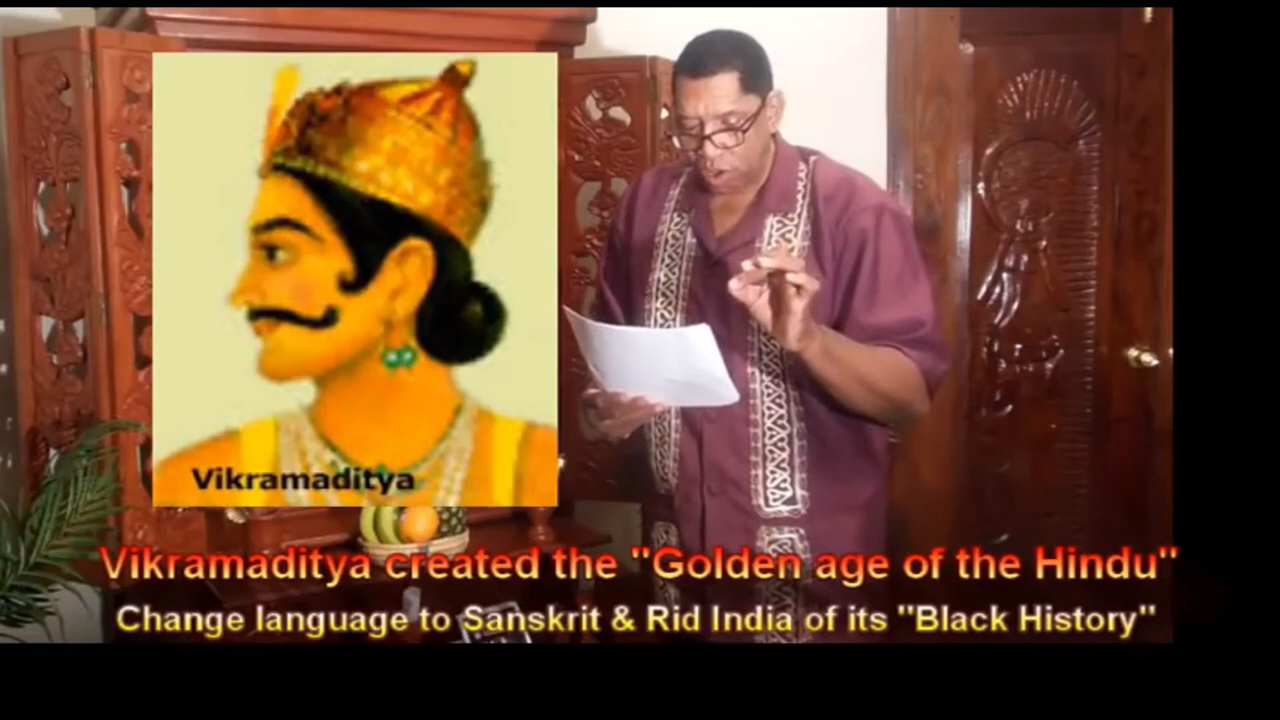 Vikramaditya
Vikramaditya created the "Golden age of the Hindu"
Change language to Sanskrit & Rid India of its "Black History"